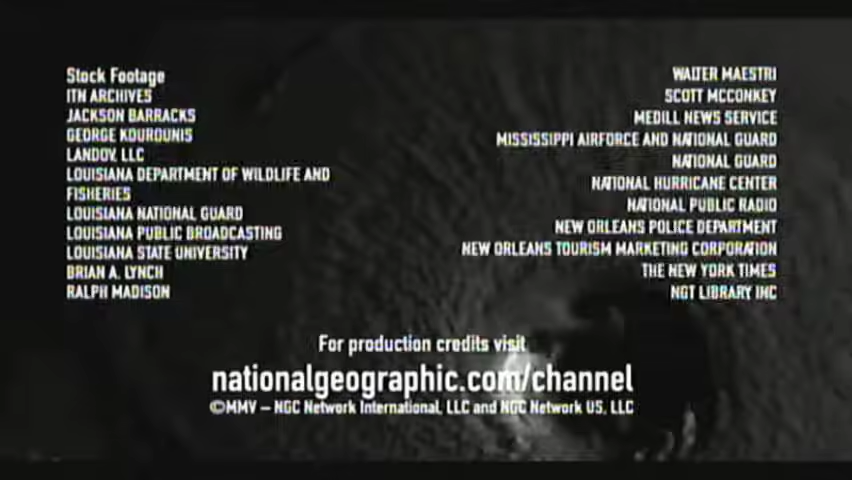 Stock Footage
ITN ARCHIVES
JACKSON BARRACKS
GEORGE KOUROUNIS
LANDOV, LLC
LOUISIANA DEPARTMENT OF WILDLIFE AND
FISHERIES
LOUISIANA NATIONAL GUARD
LOUISIANA PUBLIC BROADCASTING
LOUISIANA STATE UNIVERSITY
BRIAN A. LYNCH
RALPH MADISON
WALTER MAESTRI
SCOTT MCCONKEY
MEDILL NEWS SERVICE
MISSISSIPPI AIRFORCE AND NATIONAL GUARD
NATIONAL GUARD
NATIONAL HURRICANE CENTER
NATIONAL PUBLIC RADIO
NEW ORLEANS POLICE DEPARTMENT
NEW ORLEANS TOURISM MARKETING CORPORATION
THE NEW YORK TIMES
NGT LIBRARY INC
For production credits visit
nationalgeographic.com/channel
©MMV – NGC Network International, LLC and NGC Network US, LLC